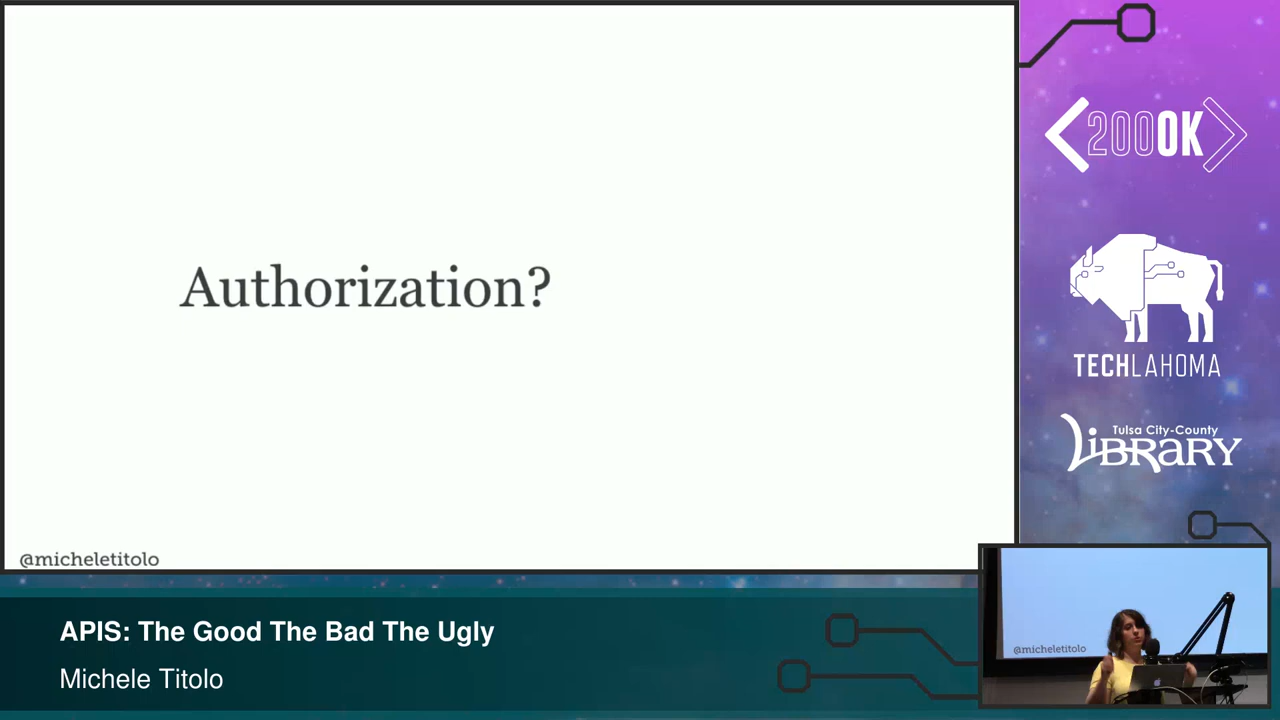 Authorization?
@micheletitolo
200OK
TECHLAHOMA
Tulsa City-County
LIBRARY
@micheletitolo
APIS: The Good The Bad The Ugly
Michele Titolo